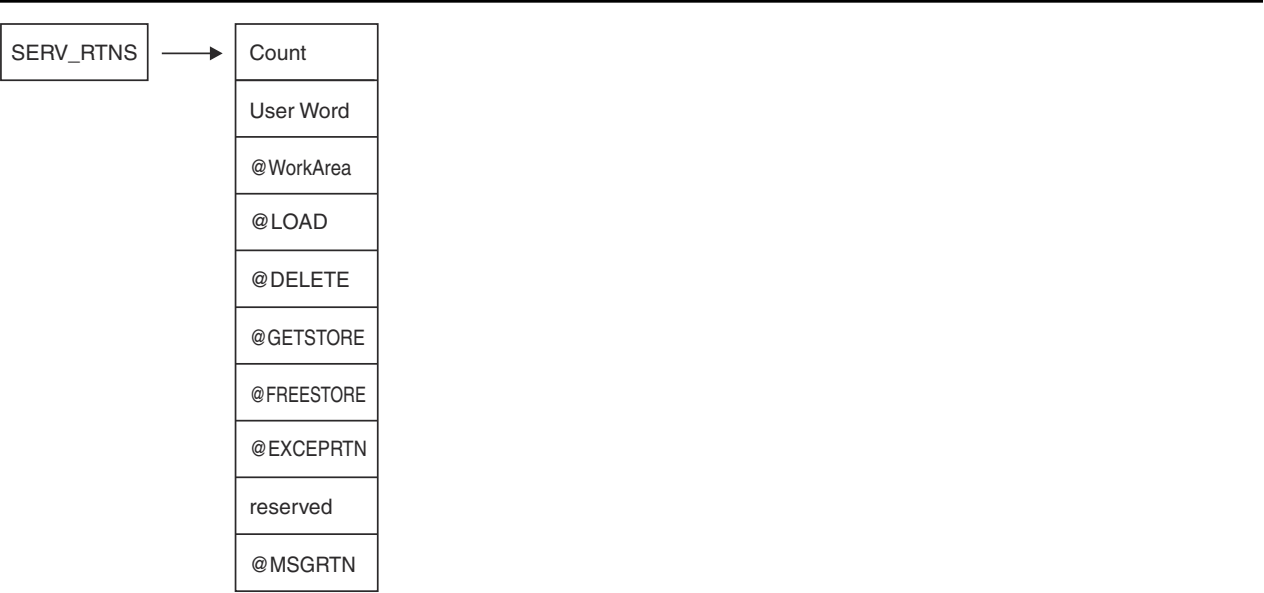 SERV_RTNS
Count
User Word
@WorkArea
@LOAD
@DELETE
@GETSTORE
@FREESTORE
@EXCEPRTN
reserved
@MSGRTN